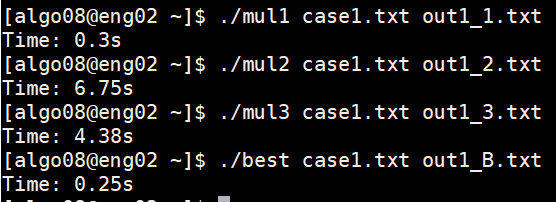 [algo08@eng02 ~]$ ./mul1 case1.txt out1_1.txt
Time: 0.3s
[algo08@eng02 ~]$ ./mul2 case1.txt out1_2.txt
Time: 6.75s
[algo08@eng02 ~]$ ./mul3 case1.txt out1_3.txt
Time: 4.38s
[algo08@eng02 ~]$ ./best case1.txt out1_B.txt
Time: 0.25s
[algo08@eng02 ~]$